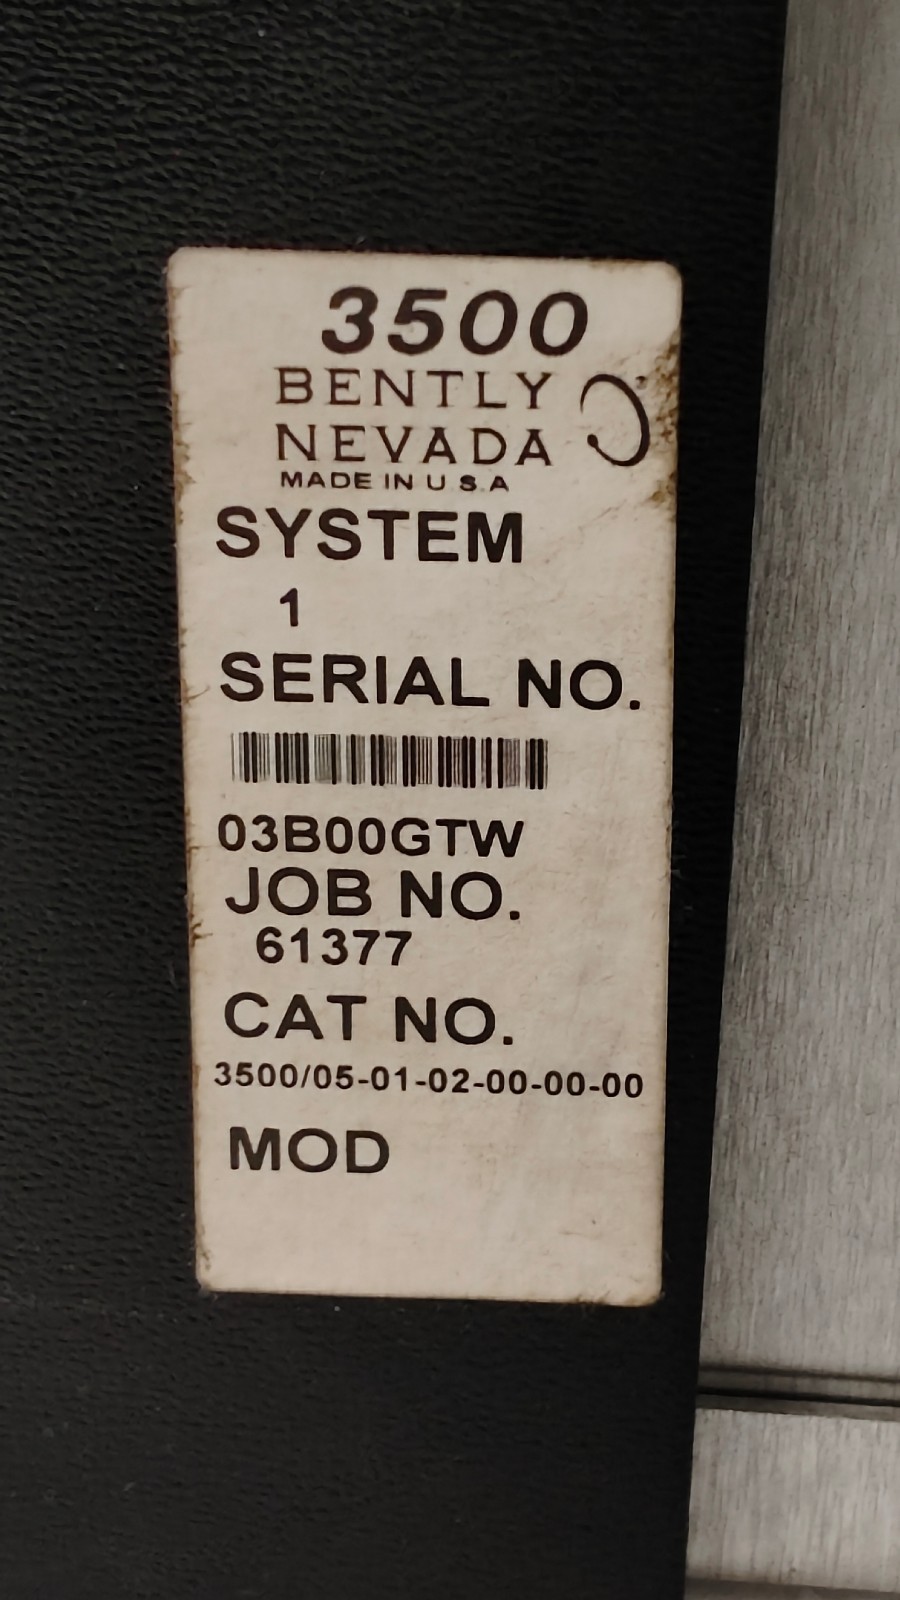 3500
BENTLY
NEVADA
MADE IN U.S.A
SYSTEM
1
SERIAL NO.
03B00GTW
JOB NO.
61377
CAT NO.
3500/05-01-02-00-00-00
MOD